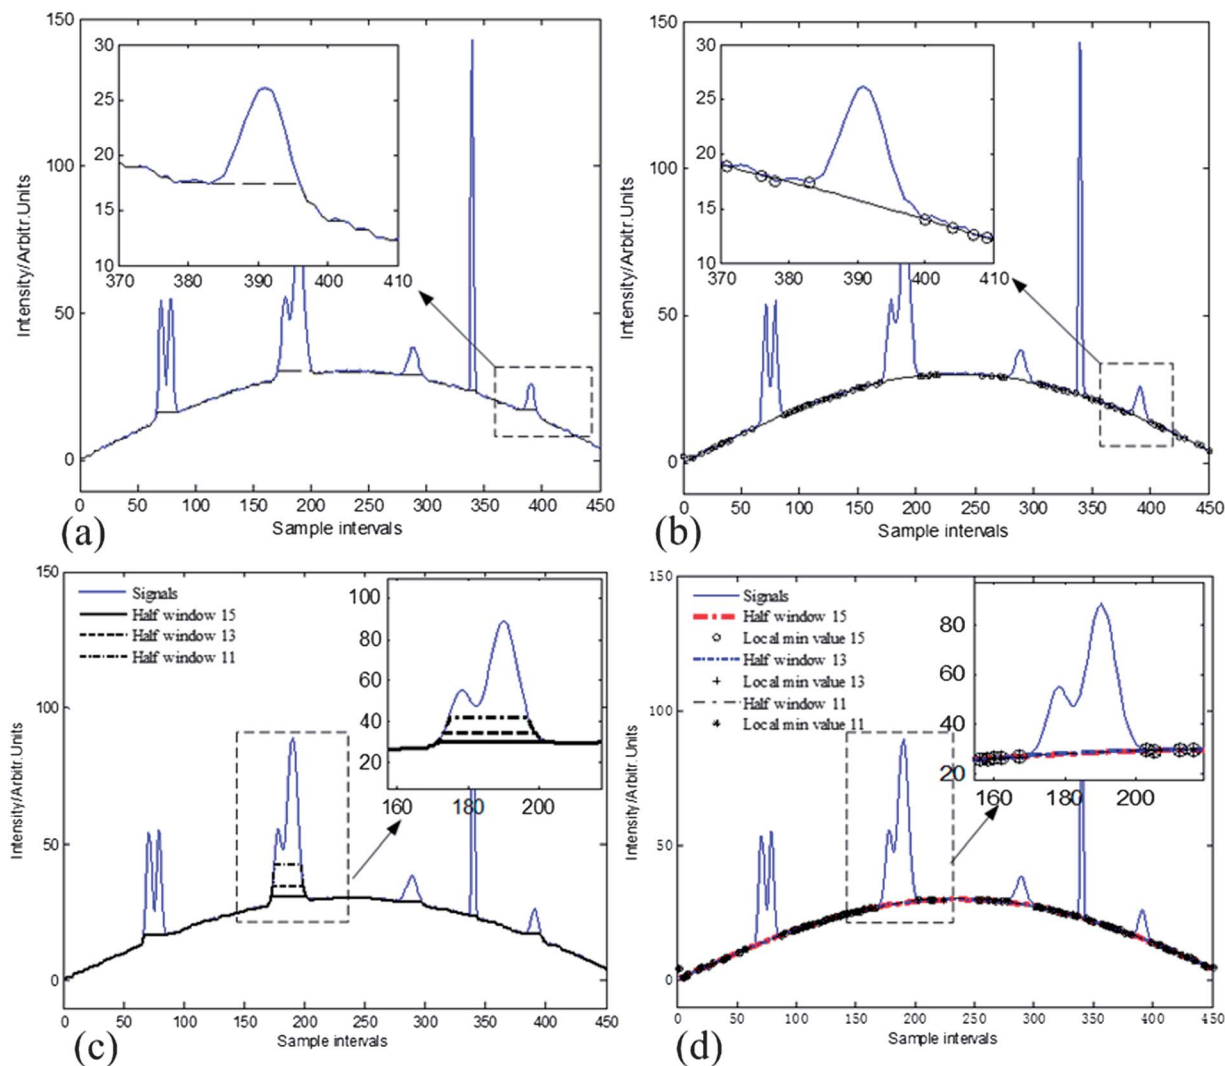 150
100
50
0
Intensity/Arbitr.Units
30
25
20
15
10
370 380 390 400 410
0 50 100 150 200 250 300 350 400 450
Sample intervals
(a)
150
100
50
0
Intensity/Arbitr.Units
30
25
20
15
10
370 380 390 400 410
0 50 100 150 200 250 300 350 400 450
Sample intervals
(b)
150
100
50
0
Intensity/Arbitr.Units
Signals
Half window 15
Half window 13
Half window 11
100
80
60
40
20
160 180 200
0 50 100 150 200 250 300 350 400 450
Sample intervals
(c)
150
100
50
0
Intensity/Arbitr.Units
Signals
Half window 15
Local min value 15
Half window 13
Local min value 13
Half window 11
Local min value 11
80
60
40
20
160 180 200
0 50 100 150 200 250 300 350 400 450
Sample intervals
(d)